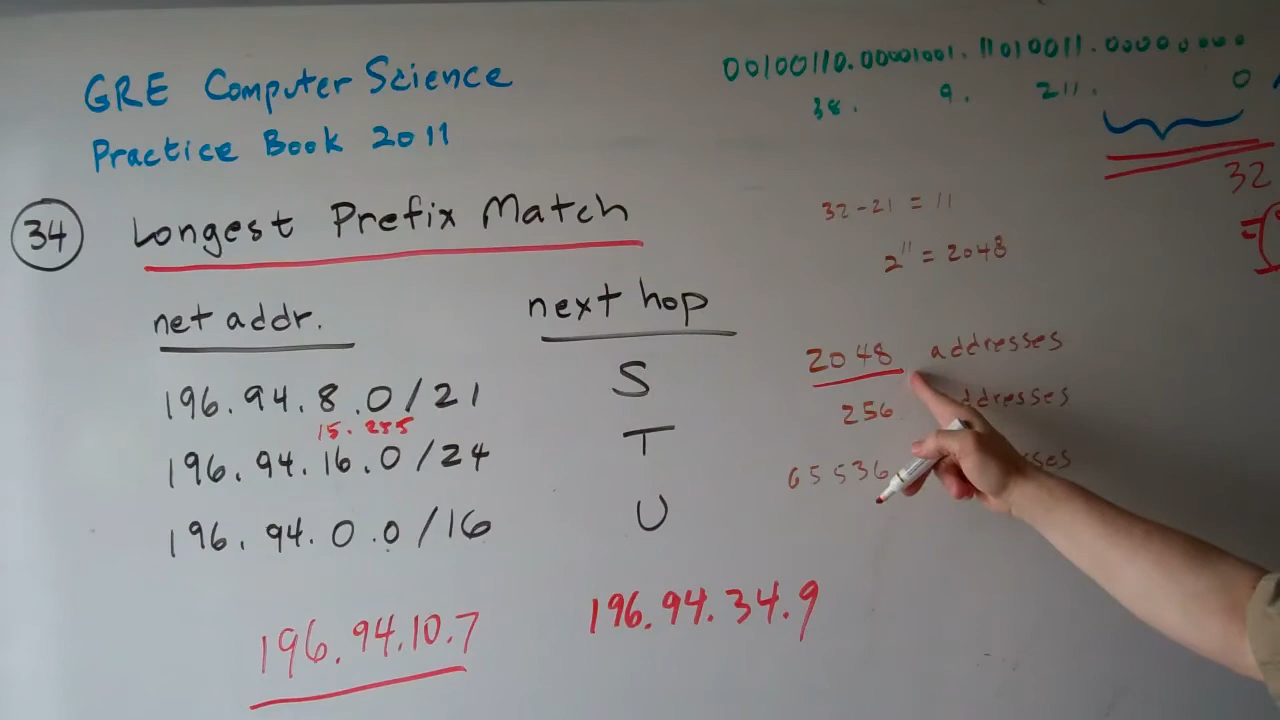 GRE Computer Science
Practice Book 2011
34 Longest Prefix Match
net addr. next hop
196.94.8.0/21 S
15.255
196.94.16.0/24 T
196.94.0.0/16 U
196.94.10.7
196.94.34.9
00100110.00001001.11010011.00000000
38. 9. 211. 0
32
32-21 = 11
2¹¹ = 2048
2048 addresses
256
65536